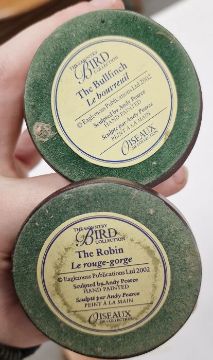 THE COUNTRY
BIRD
COLLECTION
The Bullfinch
Le bouvreuil
© Eaglemoss Publications Ltd 2002
Sculpted by Andy Pearce
HAND PAINTED
Sculpté par Andy Pearce
PEINT À LA MAIN
OISEAUX
THE COUNTRY
BIRD
COLLECTION
The Robin
Le rouge-gorge
© Eaglemoss Publications Ltd 2002
Sculpted by Andy Pearce
HAND PAINTED
Sculpté par Andy Pearce
PEINT À LA MAIN
OISEAUX